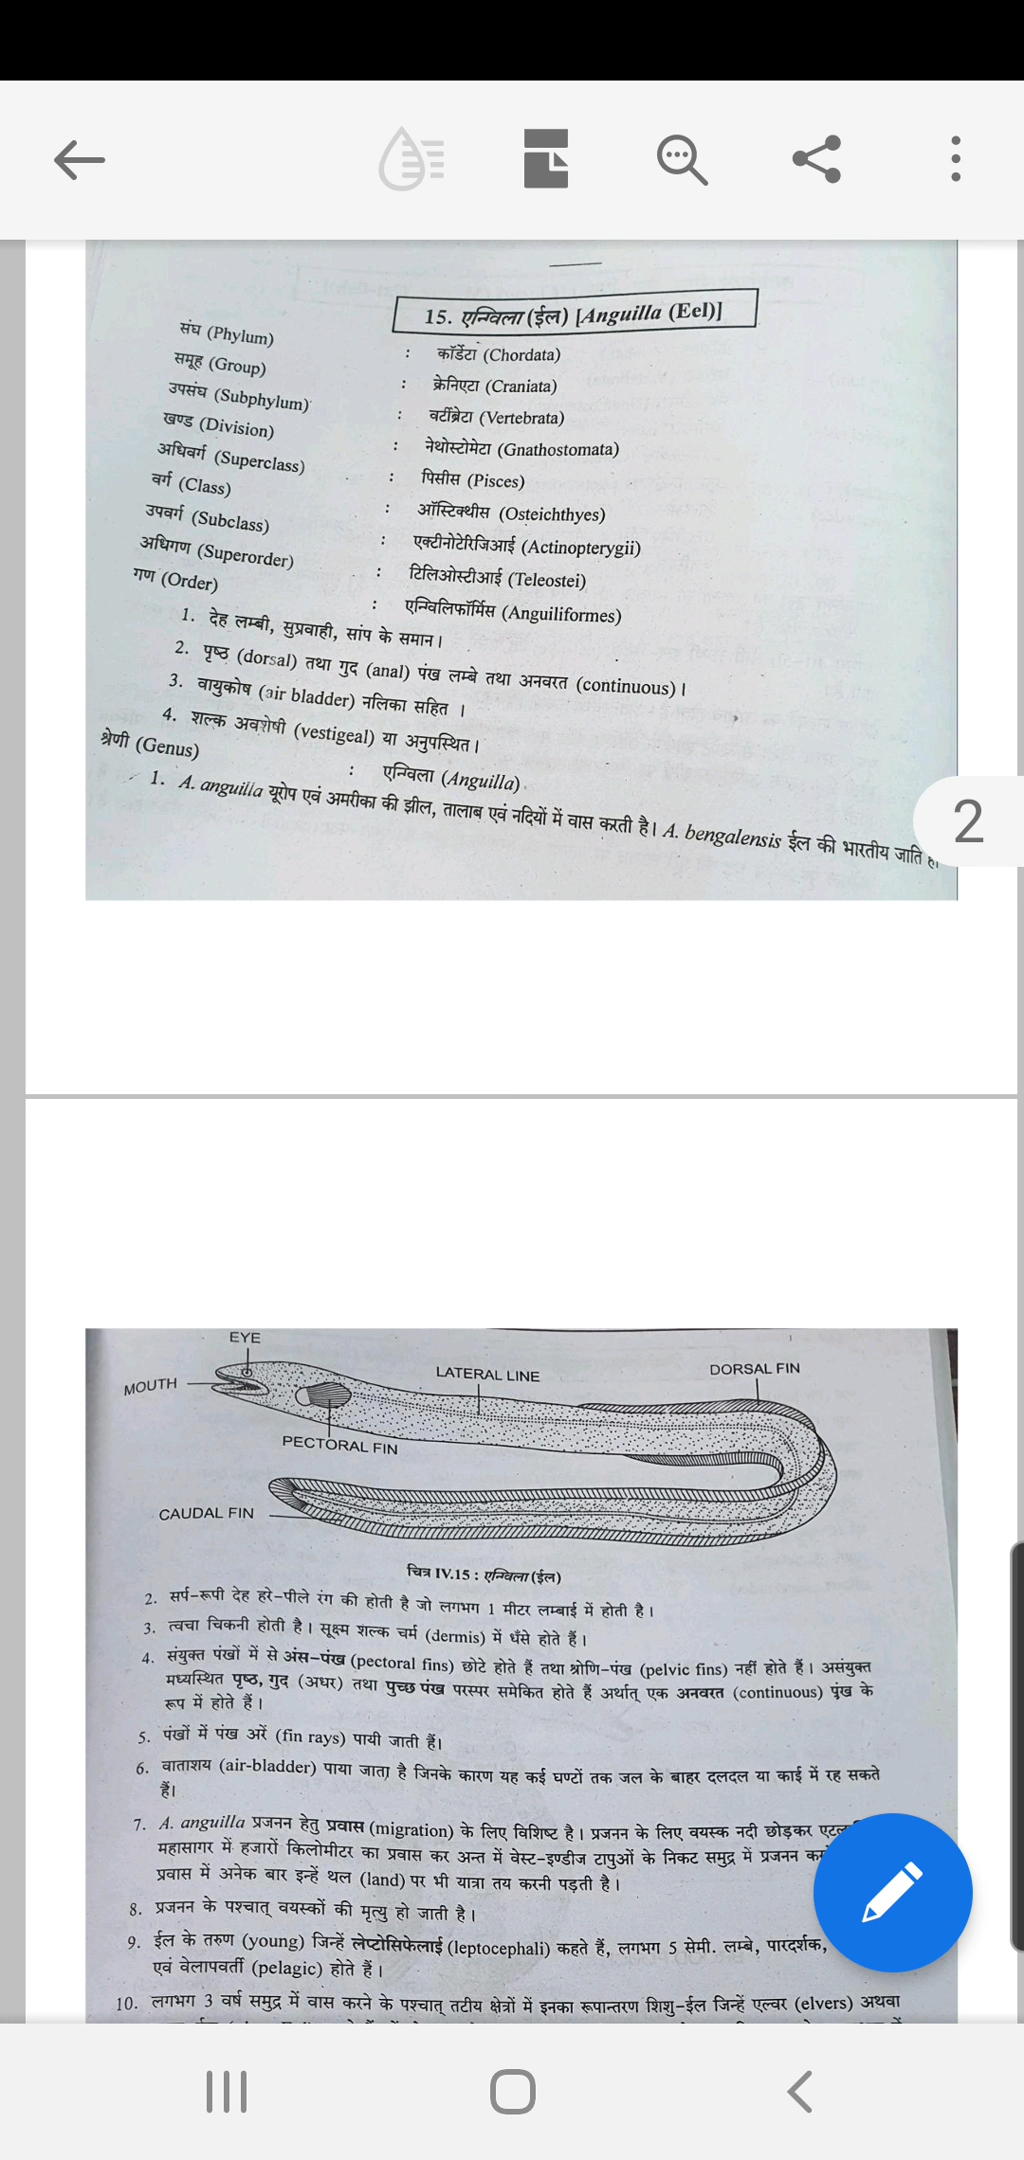 15. एन्ग्विला (ईल) [Anguilla (Eel)]
संघ (Phylum) : कॉर्डेटा (Chordata)
समूह (Group) : क्रेनिएटा (Craniata)
उपसंघ (Subphylum) : वर्टीब्रेटा (Vertebrata)
खण्ड (Division) : नेथोस्टोमेटा (Gnathostomata)
अधिवर्ग (Superclass) : पिसीस (Pisces)
वर्ग (Class) : ऑस्टिक्थीस (Osteichthyes)
उपवर्ग (Subclass) : एक्टीनोटेरिजिआई (Actinopterygii)
अधिगण (Superorder) : टिलिओस्टीआई (Teleostei)
गण (Order) : एन्ग्विलिफॉर्मिस (Anguiliformes)
1. देह लम्बी, सुप्रवाही, सांप के समान।
2. पृष्ठ (dorsal) तथा गुद (anal) पंख लम्बे तथा अनवरत (continuous)।
3. वायुकोष (air bladder) नलिका सहित ।
4. शल्क अवशेषी (vestigeal) या अनुपस्थित।
श्रेणी (Genus) : एन्ग्विला (Anguilla)
1. A. anguilla यूरोप एवं अमरीका की झील, तालाब एवं नदियों में वास करती है। A. bengalensis ईल की भारतीय जाति
2
EYE
MOUTH
LATERAL LINE
DORSAL FIN
PECTORAL FIN
CAUDAL FIN
चित्र IV.15 : एन्ग्विला (ईल)
2. सर्प-रूपी देह हरे-पीले रंग की होती है जो लगभग 1 मीटर लम्बाई में होती है।
3. त्वचा चिकनी होती है। सूक्ष्म शल्क चर्म (dermis) में धँसे होते हैं।
4. संयुक्त पंखों में से अंस-पंख (pectoral fins) छोटे होते हैं तथा श्रोणि-पंख (pelvic fins) नहीं होते हैं। असंयुक्त
मध्यस्थित पृष्ठ, गुद (अधर) तथा पुच्छ पंख परस्पर समेकित होते हैं अर्थात् एक अनवरत (continuous) पंख के
रूप में होते हैं।
5. पंखों में पंख अरें (fin rays) पायी जाती हैं।
6. वाताशय (air-bladder) पाया जाता है जिनके कारण यह कई घण्टों तक जल के बाहर दलदल या काई में रह सकते
हैं।
7. A. anguilla प्रजनन हेतु प्रवास (migration) के लिए विशिष्ट है। प्रजनन के लिए वयस्क नदी छोड़कर
महासागर में हजारों किलोमीटर का प्रवास कर अन्त में वेस्ट-इण्डीज टापुओं के निकट समुद्र में प्रजनन
प्रवास में अनेक बार इन्हें थल (land) पर भी यात्रा तय करनी पड़ती है।
8. प्रजनन के पश्चात् वयस्कों की मृत्यु हो जाती है।
9. ईल के तरुण (young) जिन्हें लेप्टोसिफेलाई (leptocephali) कहते हैं, लगभग 5 सेमी. लम्बे, पारदर्शक,
एवं वेलापवर्ती (pelagic) होते हैं।
10. लगभग 3 वर्ष समुद्र में वास करने के पश्चात् तटीय क्षेत्रों में इनका रूपान्तरण शिशु-ईल जिन्हें एल्वर (elvers) अथवा